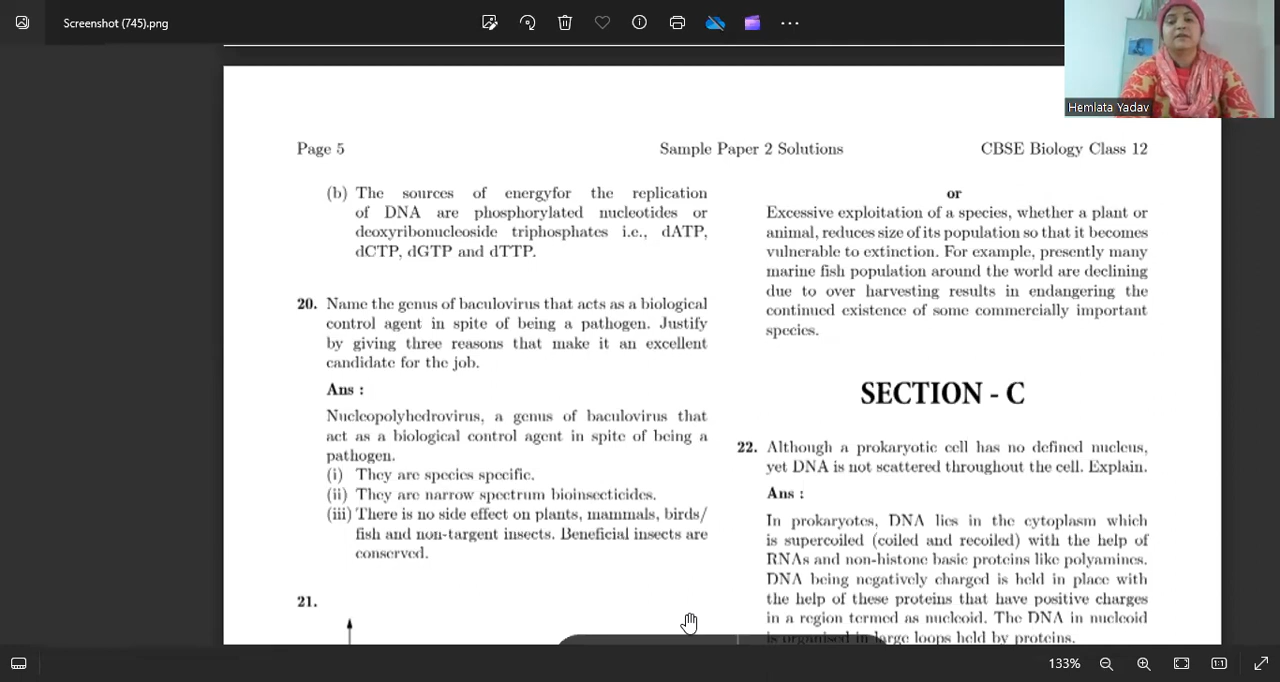 Screenshot (745).png
Hemlata Yadav
Page 5
Sample Paper 2 Solutions
CBSE Biology Class 12
(b) The sources of energyfor the replication
of DNA are phosphorylated nucleotides or
deoxyribonucleoside triphosphates i.e., dATP,
dCTP, dGTP and dTTP.
20. Name the genus of baculovirus that acts as a biological
control agent in spite of being a pathogen. Justify
by giving three reasons that make it an excellent
candidate for the job.
Ans :
Nucleopolyhedrovirus, a genus of baculovirus that
act as a biological control agent in spite of being a
pathogen.
(i) They are species specific.
(ii) They are narrow spectrum bioinsecticides.
(iii) There is no side effect on plants, mammals, birds/
fish and non-targent insects. Beneficial insects are
conserved.
21.
or
Excessive exploitation of a species, whether a plant or
animal, reduces size of its population so that it becomes
vulnerable to extinction. For example, presently many
marine fish population around the world are declining
due to over harvesting results in endangering the
continued existence of some commercially important
species.
SECTION - C
22. Although a prokaryotic cell has no defined nucleus,
yet DNA is not scattered throughout the cell. Explain.
Ans :
In prokaryotes, DNA lies in the cytoplasm which
is supercoiled (coiled and recoiled) with the help of
RNAs and non-histone basic proteins like polyamines.
DNA being negatively charged is held in place with
the help of these proteins that have positive charges
in a region termed as nucleoid. The DNA in nucleoid
is organised in large loops held by proteins.
133%
1:1